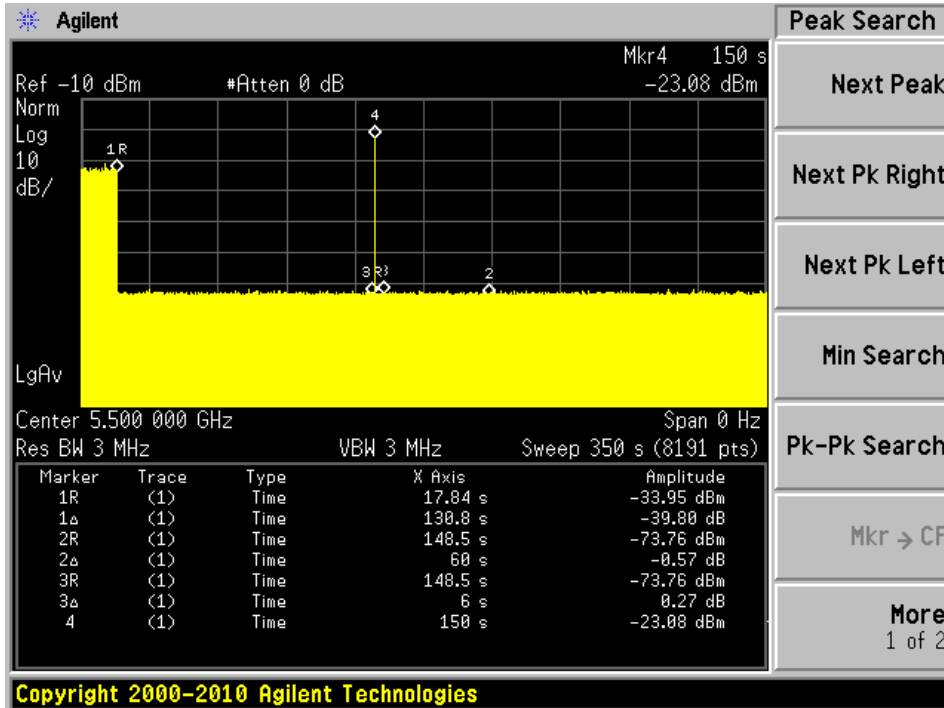 Agilent
Peak Search
Mkr4 150 s
Ref -10 dBm #Atten 0 dB -23.08 dBm
Norm
Log
10
dB/
LgAv
1R
4
3R
2
Center 5.500 000 GHz Span 0 Hz
Res BW 3 MHz VBW 3 MHz Sweep 350 s (8191 pts)
Marker Trace Type X Axis Amplitude
1R (1) Time 17.84 s -33.95 dBm
1Δ (1) Time 130.8 s -39.80 dB
2R (1) Time 148.5 s -73.76 dBm
2Δ (1) Time 60 s -0.57 dB
3R (1) Time 148.5 s -73.76 dBm
3Δ (1) Time 6 s 0.27 dB
4 (1) Time 150 s -23.08 dBm
Next Peak
Next Pk Right
Next Pk Left
Min Search
Pk-Pk Search
Mkr → CF
More
1 of 2
Copyright 2000-2010 Agilent Technologies